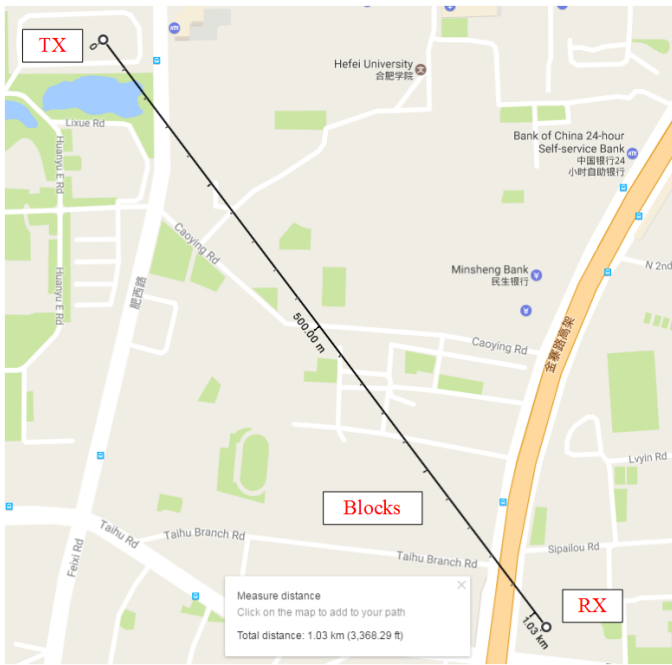 TX
0
Hefei University
合肥学院
Lixue Rd
Bank of China 24-hour
Self-service Bank
中国银行24
小时自助银行
Huanyu E Rd
Caoying Rd
N 2nd
Minsheng Bank
民生银行
Huanyu E Rd
肥西路
500.00 m
金寨路高架
Caoying Rd
Lvyin Rd
Blocks
Taihu Rd
Taihu Branch Rd
Taihu Branch Rd
Sipailou Rd
Feixi Rd
Measure distance
Click on the map to add to your path
Total distance: 1.03 km (3,368.29 ft)
RX
1.03 km